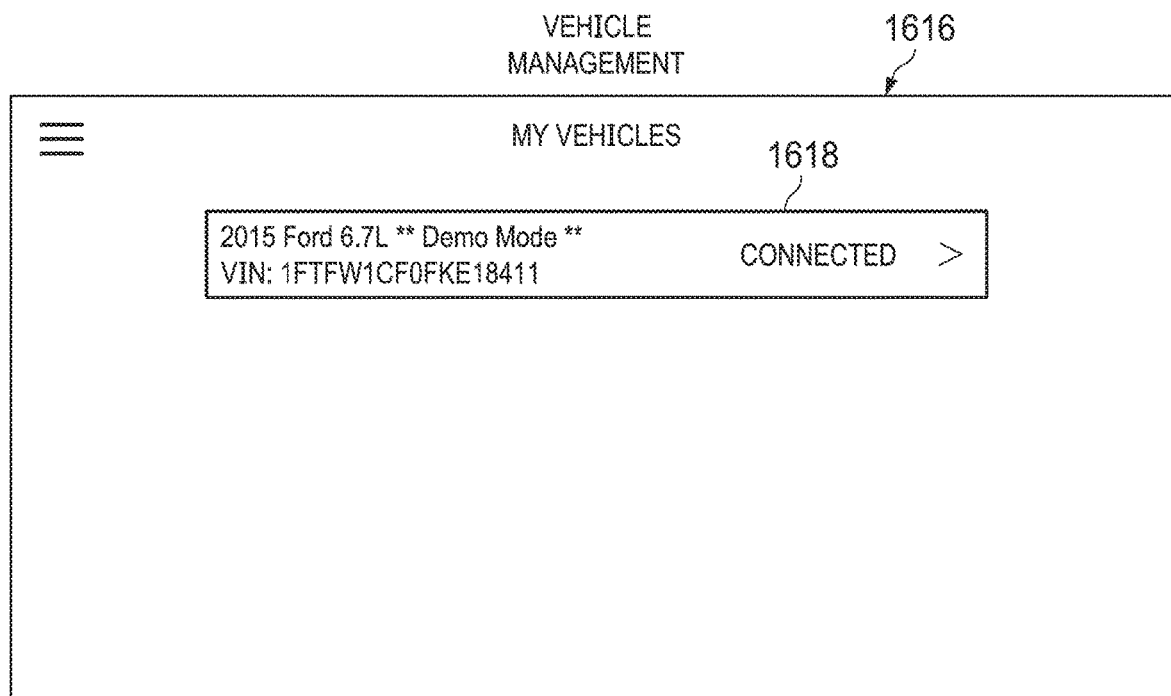 VEHICLE
MANAGEMENT
1616
MY VEHICLES
1618
2015 Ford 6.7L ** Demo Mode **
VIN: 1FTFW1CF0FKE18411
CONNECTED >